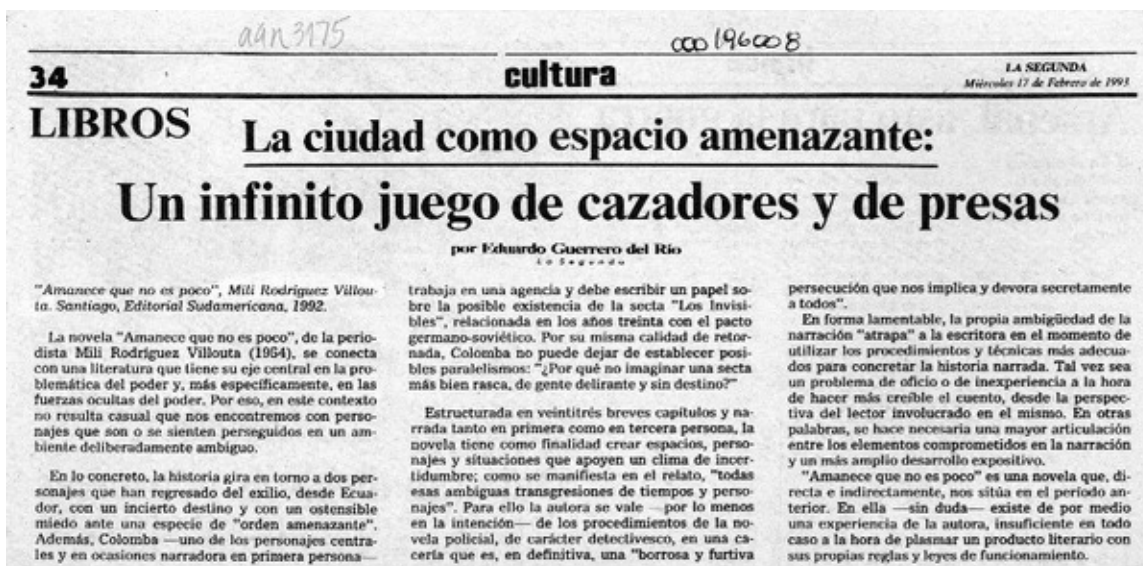 aan3175
000196008
34
cultura
LA SEGUNDA
Miércoles 17 de Febrero de 1993
LIBROS
La ciudad como espacio amenazante:
Un infinito juego de cazadores y de presas
por Eduardo Guerrero del Río
La Segunda
"Amanece que no es poco", Mili Rodríguez Villou-
ta. Santiago, Editorial Sudamericana, 1992.
La novela "Amanece que no es poco", de la perio-
dista Mili Rodríguez Villouta (1954), se conecta
con una literatura que tiene su eje central en la pro-
blemática del poder y, más específicamente, en las
fuerzas ocultas del poder. Por eso, en este contexto
no resulta casual que nos encontremos con perso-
najes que son o se sienten perseguidos en un am-
biente deliberadamente ambiguo.
En lo concreto, la historia gira en torno a dos per-
sonajes que han regresado del exilio, desde Ecua-
dor, con un incierto destino y con un ostensible
miedo ante una especie de "orden amenazante".
Además, Colomba —uno de los personajes centra-
les y en ocasiones narradora en primera persona—
trabaja en una agencia y debe escribir un papel so-
bre la posible existencia de la secta "Los Invisi-
bles", relacionada en los años treinta con el pacto
germano-soviético. Por su misma calidad de retor-
nada, Colomba no puede dejar de establecer posi-
bles paralelismos: "¿Por qué no imaginar una secta
más bien rasca, de gente delirante y sin destino?"
Estructurada en veintitrés breves capítulos y na-
rrada tanto en primera como en tercera persona, la
novela tiene como finalidad crear espacios, perso-
najes y situaciones que apoyen un clima de incer-
tidumbre; como se manifiesta en el relato, "todas
esas ambiguas transgresiones de tiempos y perso-
najes". Para ello la autora se vale —por lo menos
en la intención— de los procedimientos de la no-
vela policial, de carácter detectivesco, en una ca-
cería que es, en definitiva, una "borrosa y furtiva
persecución que nos implica y devora secretamente
a todos".
En forma lamentable, la propia ambigüedad de la
narración "atrapa" a la escritora en el momento de
utilizar los procedimientos y técnicas más adecua-
dos para concretar la historia narrada. Tal vez sea
un problema de oficio o de inexperiencia a la hora
de hacer más creíble el cuento, desde la perspec-
tiva del lector involucrado en el mismo. En otras
palabras, se hace necesaria una mayor articulación
entre los elementos comprometidos en la narración
y un más amplio desarrollo expositivo.
"Amanece que no es poco" es una novela que, di-
recta e indirectamente, nos sitúa en el período an-
terior. En ella —sin duda— existe de por medio
una experiencia de la autora, insuficiente en todo
caso a la hora de plasmar un producto literario con
sus propias reglas y leyes de funcionamiento.